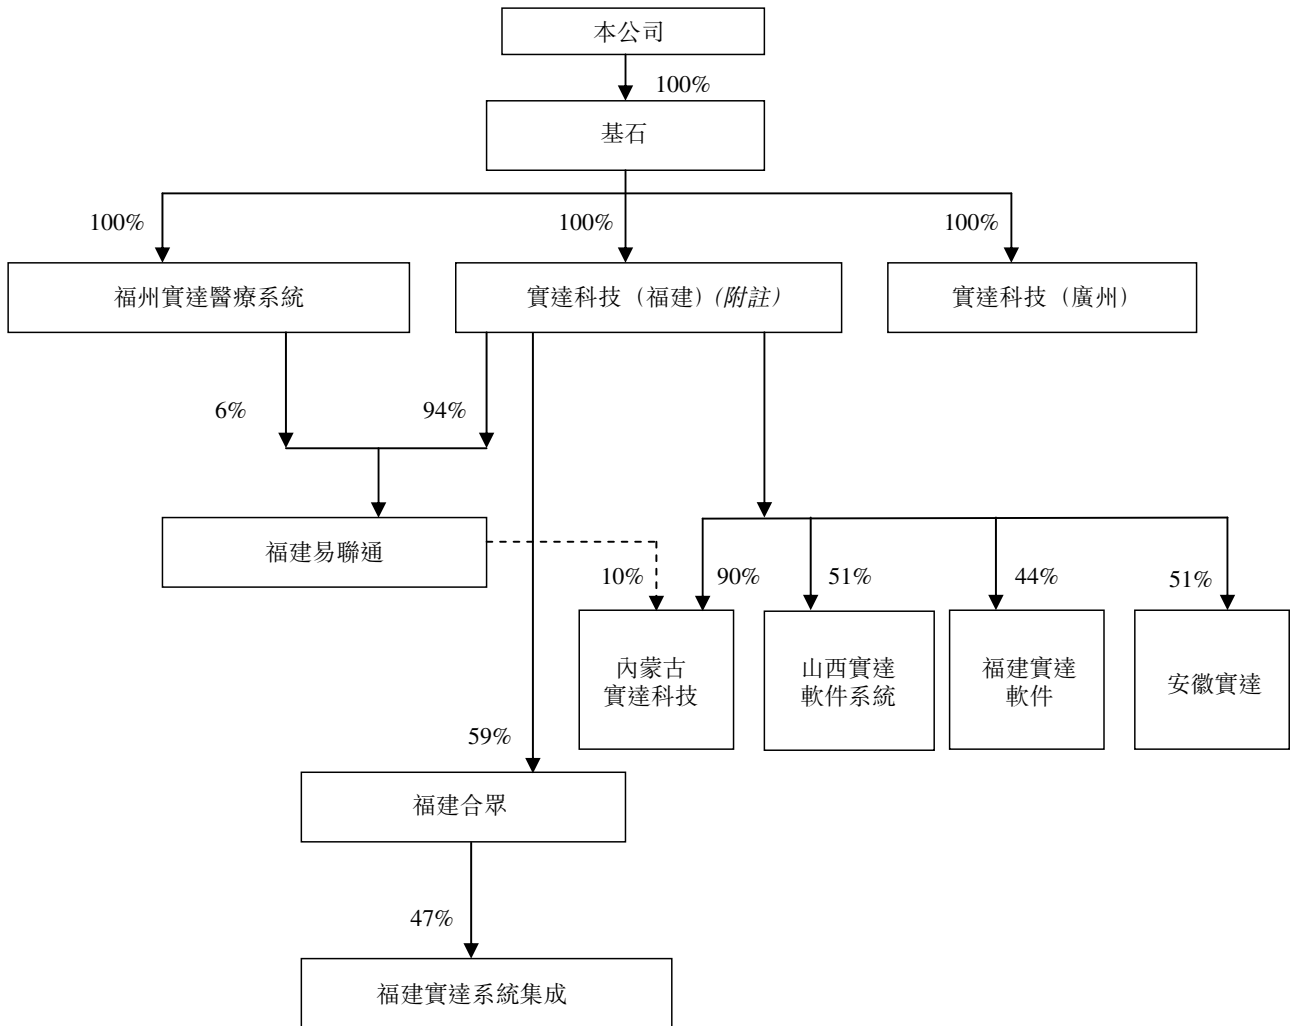 本公司
100%
基石
100%
100%
100%
福州實達醫療系統
實達科技（福建）(附註)
實達科技（廣州）
6%
94%
福建易聯通
10%
90%
51%
44%
51%
內蒙古
實達科技
山西實達
軟件系統
福建實達
軟件
安徽實達
59%
福建合眾
47%
福建實達系統集成